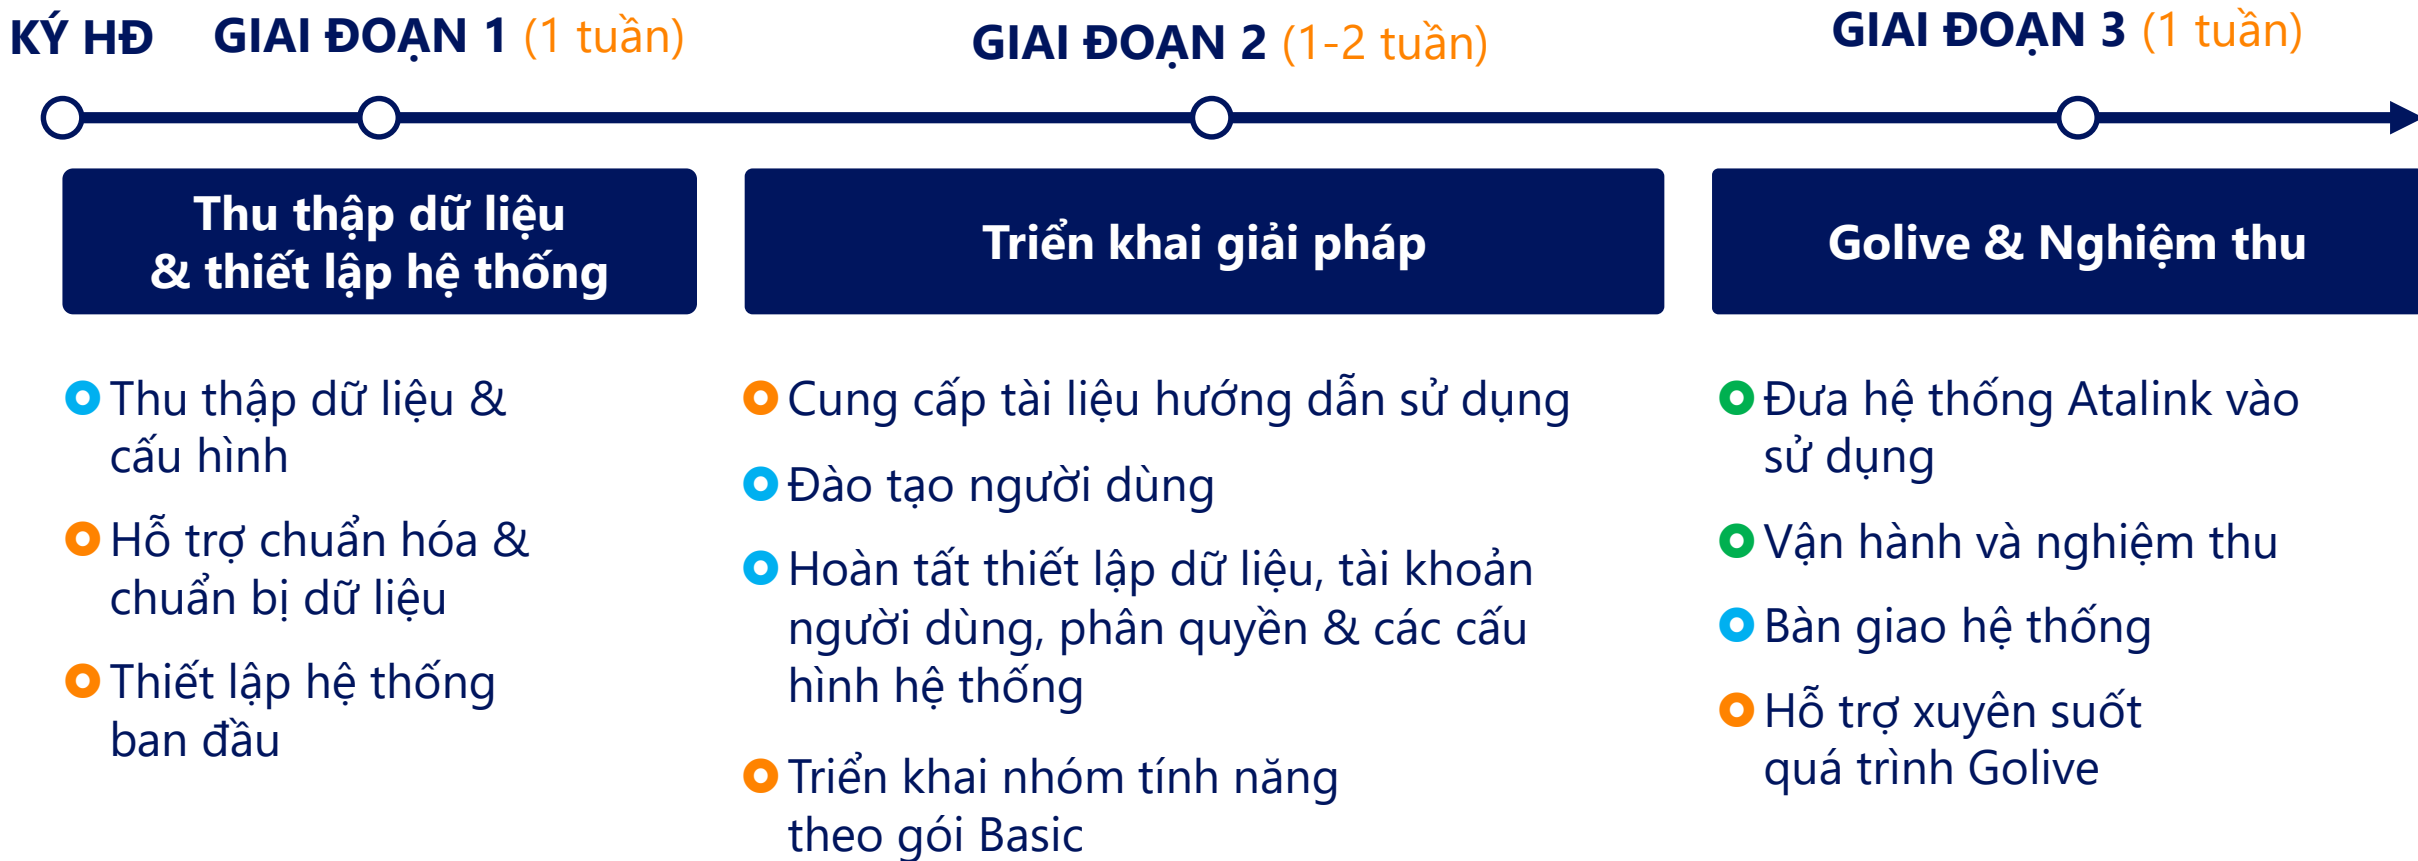 KÝ HĐ
GIAI ĐOẠN 1 (1 tuần)
GIAI ĐOẠN 2 (1-2 tuần)
GIAI ĐOẠN 3 (1 tuần)
Thu thập dữ liệu
& thiết lập hệ thống
Thu thập dữ liệu &
cấu hình
Hỗ trợ chuẩn hóa &
chuẩn bị dữ liệu
Thiết lập hệ thống
ban đầu
Triển khai giải pháp
Cung cấp tài liệu hướng dẫn sử dụng
Đào tạo người dùng
Hoàn tất thiết lập dữ liệu, tài khoản
người dùng, phân quyền & các cấu
hình hệ thống
Triển khai nhóm tính năng
theo gói Basic
Golive & Nghiệm thu
Đưa hệ thống Atalink vào
sử dụng
Vận hành và nghiệm thu
Bàn giao hệ thống
Hỗ trợ xuyên suốt
quá trình Golive